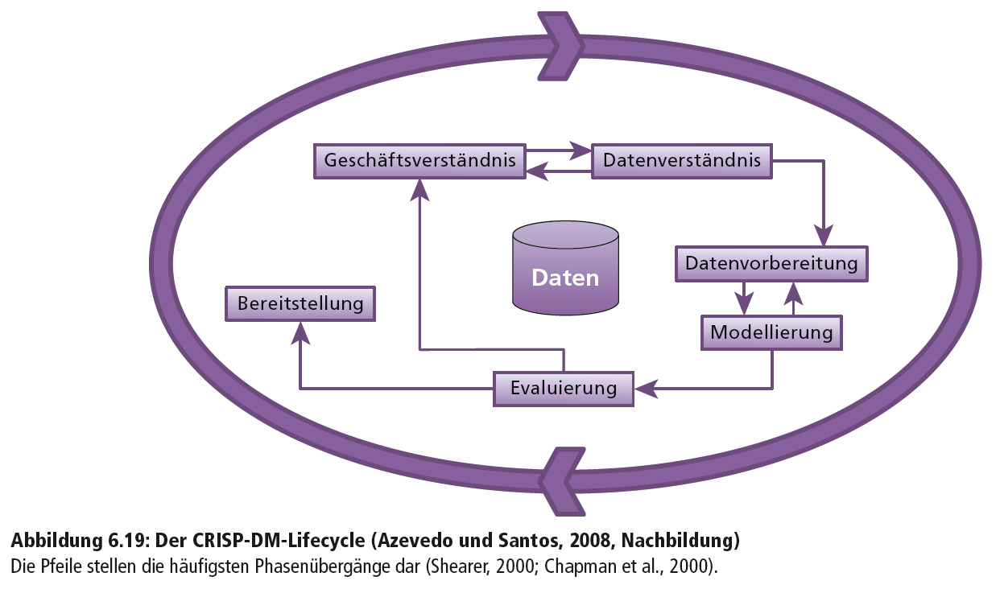 Geschäftsverständnis
Datenverständnis
Daten
Datenvorbereitung
Bereitstellung
Modellierung
Evaluierung
Abbildung 6.19: Der CRISP-DM-Lifecycle (Azevedo und Santos, 2008, Nachbildung)
Die Pfeile stellen die häufigsten Phasenübergänge dar (Shearer, 2000; Chapman et al., 2000).